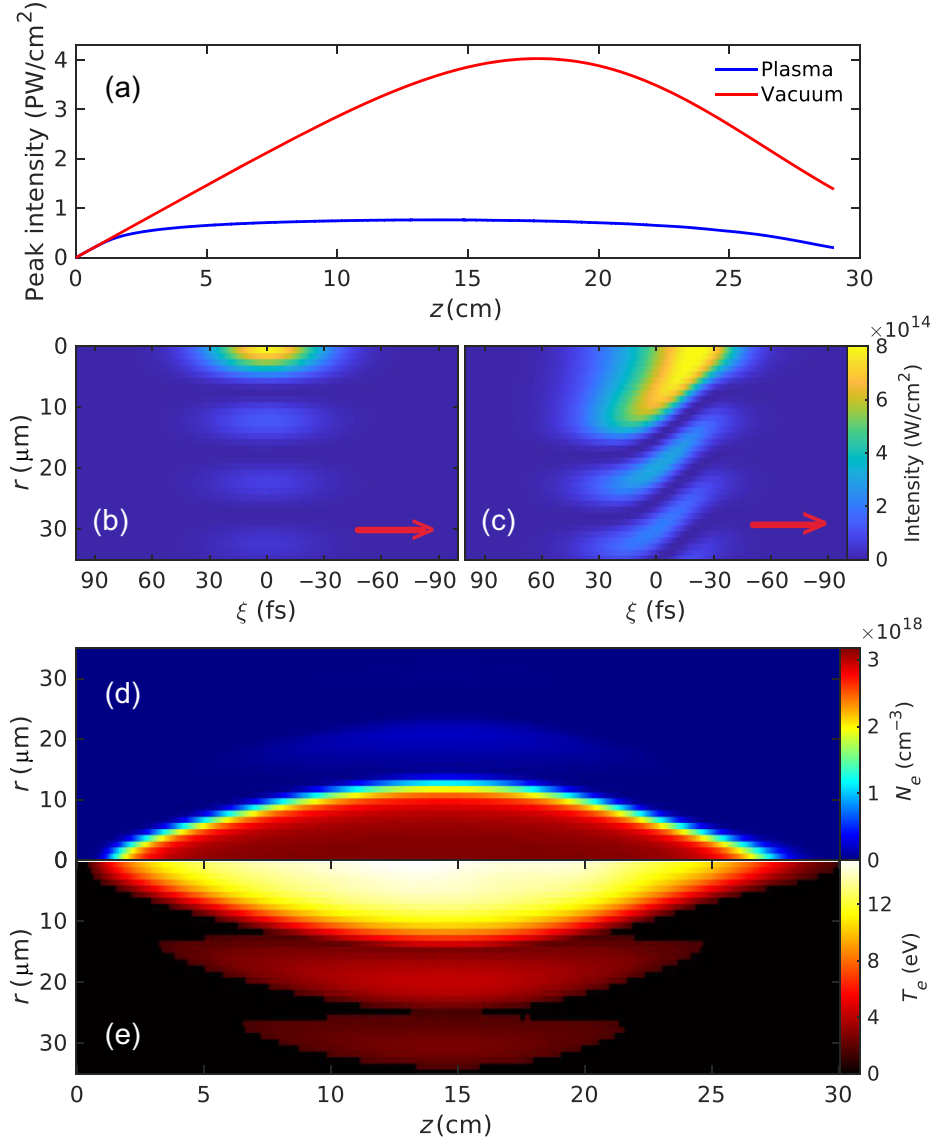 Peak intensity (PW/cm²)
4
3
2
1
0
(a)
Plasma
Vacuum
0 5 10 15 20 25 30
z (cm)
×10¹⁴
r (μm)
0
10
20
30
(b)
(c)
8
6
4
2
0
Intensity (W/cm²)
90 60 30 0 −30 −60 −90
90 60 30 0 −30 −60 −90
ξ (fs)
ξ (fs)
×10¹⁸
r (μm)
30
20
10
0
(d)
3
2
1
0
Nₑ (cm⁻³)
r (μm)
10
20
30
(e)
12
8
4
0
Tₑ (eV)
0 5 10 15 20 25 30
z (cm)